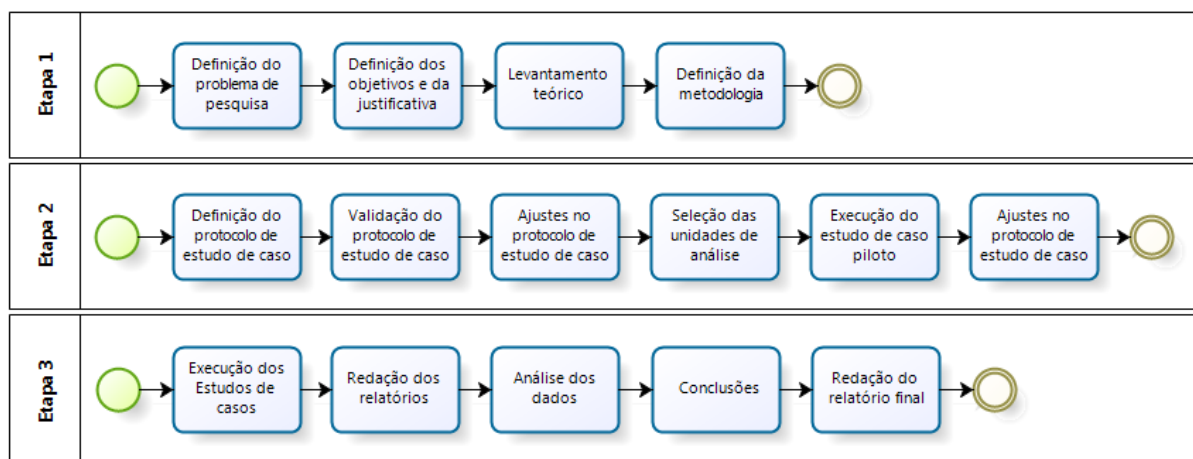 Etapa 1
Definição do
problema de
pesquisa
Definição dos
objetivos e da
justificativa
Levantamento
teórico
Definição da
metodologia
Etapa 2
Definição do
protocolo de
estudo de caso
Validação do
protocolo de
estudo de caso
Ajustes no
protocolo de
estudo de caso
Seleção das
unidades de
análise
Execução do
estudo de caso
piloto
Ajustes no
protocolo de
estudo de caso
Etapa 3
Execução dos
Estudos de
casos
Redação dos
relatórios
Análise dos
dados
Conclusões
Redação do
relatório final